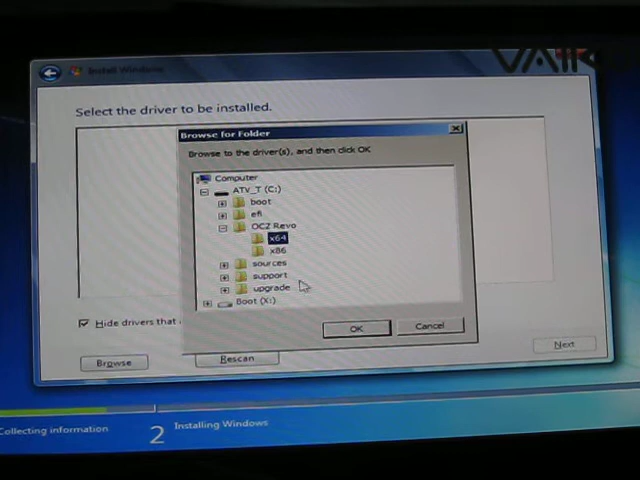 Install Windows
Select the driver to be installed.
Browse for Folder
Browse to the driver(s), and then click OK
Computer
ATV_T (C:)
boot
efi
OCZ Revo
x64
x86
sources
support
upgrade
Boot (X:)
OK
Cancel
Hide drivers that
Browse
Rescan
Next
Collecting information
2
Installing Windows